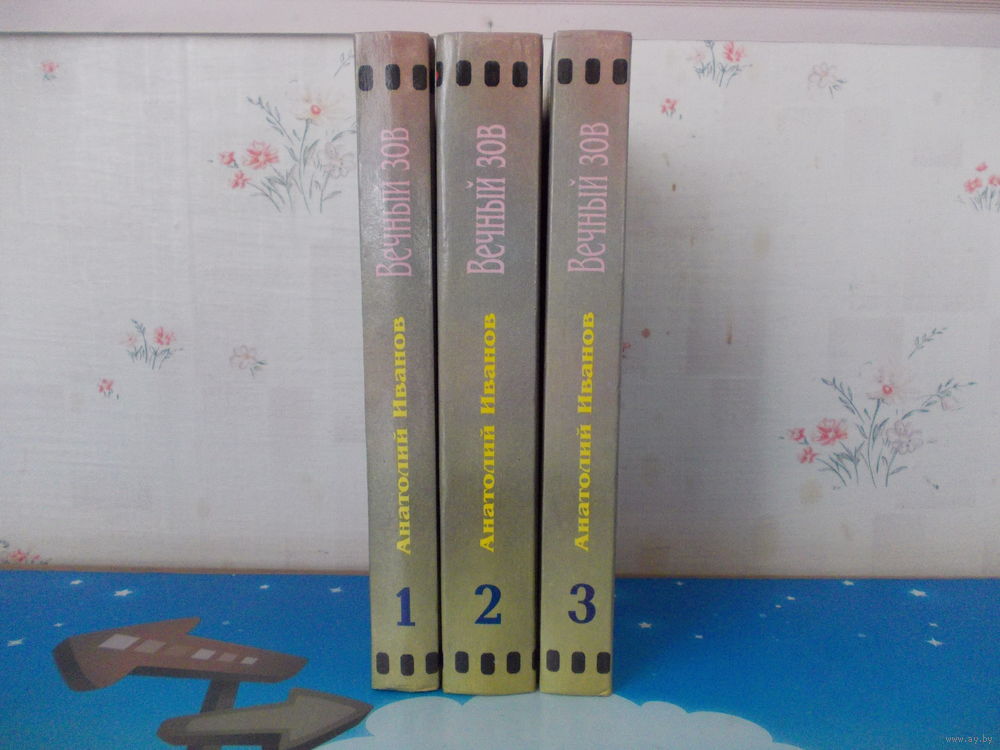 Вечный зов
Анатолий Иванов
1
Вечный зов
Анатолий Иванов
2
Вечный зов
Анатолий Иванов
3
www.ay.by